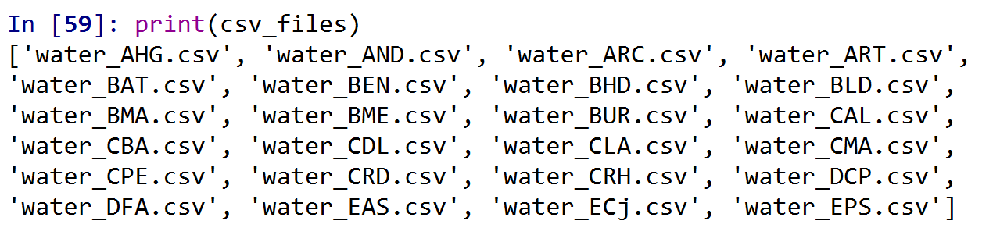 In [59]: print(csv_files)
['water_AHG.csv', 'water_AND.csv', 'water_ARC.csv', 'water_ART.csv',
'water_BAT.csv', 'water_BEN.csv', 'water_BHD.csv', 'water_BLD.csv',
'water_BMA.csv', 'water_BME.csv', 'water_BUR.csv', 'water_CAL.csv',
'water_CBA.csv', 'water_CDL.csv', 'water_CLA.csv', 'water_CMA.csv',
'water_CPE.csv', 'water_CRD.csv', 'water_CRH.csv', 'water_DCP.csv',
'water_DFA.csv', 'water_EAS.csv', 'water_ECj.csv', 'water_EPS.csv']